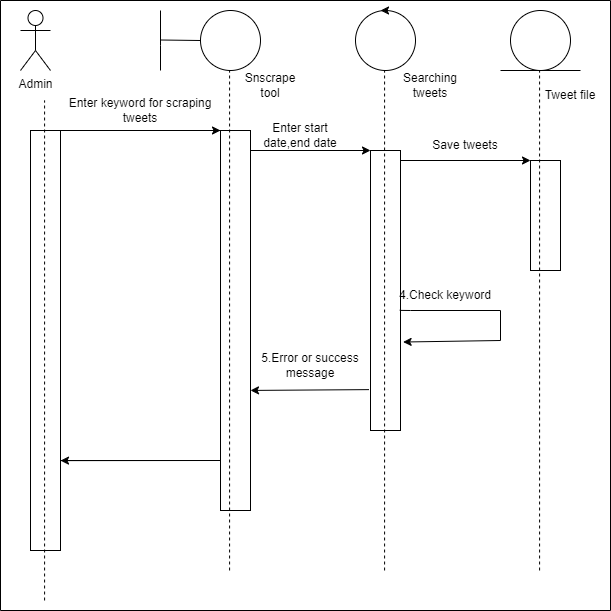 Admin
Snscrape
tool
Searching
tweets
Tweet file
Enter keyword for scraping
tweets
Enter start
date,end date
Save tweets
4.Check keyword
5.Error or success
message